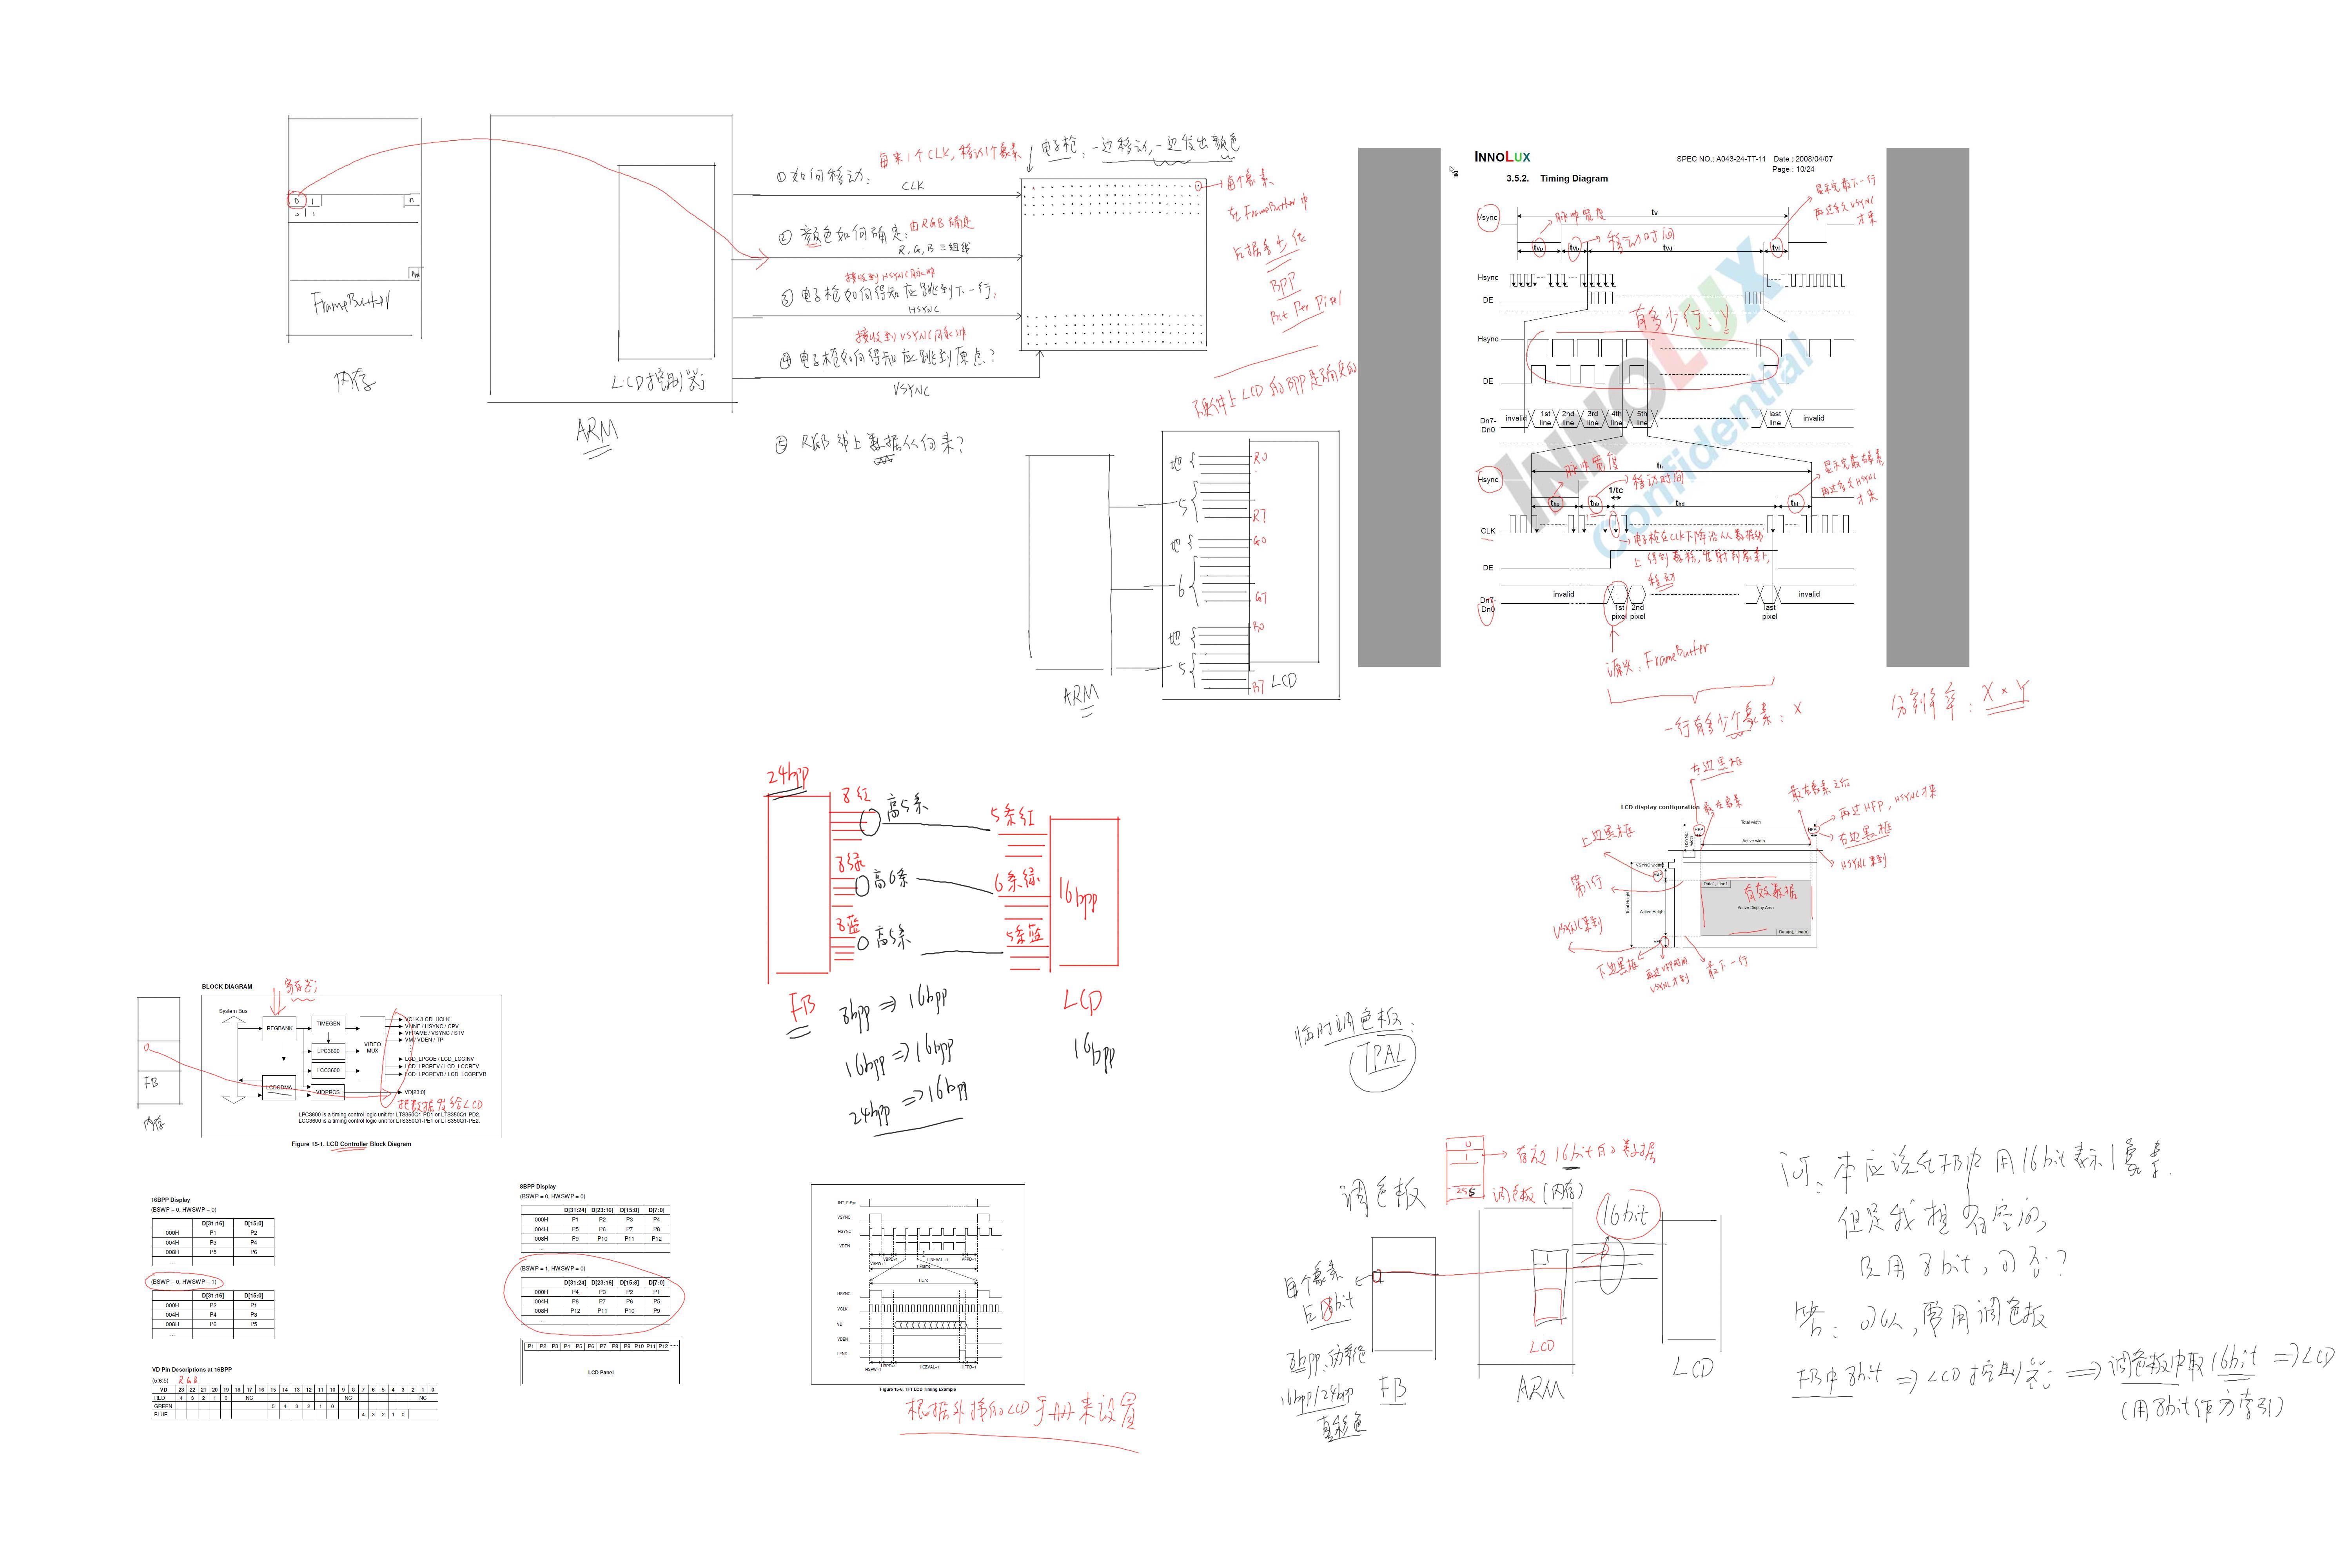 0
1
n
0
1
FrameBuffer
内存
LCD控制器
ARM
①如何移动:
每来1个CLK,移动1个象素
CLK
②颜色如何确定:由RGB确定
R,G,B三组线
接收到HSYNC脉冲
③电子枪如何得知应跳到下一行:
HSYNC
接收到VSYNC脉冲
④电子枪如何得知应跳到原点?
VSYNC
⑤RGB线上数据从何来?
电子枪:一边移动,一边发出颜色
每个象素
在FrameBuffer中
占据多少位
BPP
Bit Per Pixel
硬件上LCD的BPP是确定的
地
5
地
6
地
5
R0
R7
G0
G7
B0
B7
ARM
LCD
INNOLUX
SPEC NO.: A043-24-TT-11 Date : 2008/04/07
Page : 10/24
3.5.2. Timing Diagram
显示完最下一行
再过多久VSYNC
才来
Vsync
tv
脉冲宽度
移动时间
tvp
tvb
tvd
tvf
Hsync
DE
有多少行:Y
Hsync
DE
Dn7-
Dn0
invalid
1st line
2nd line
3rd line
4th line
5th line
last line
invalid
INNOLUX
Confidential
th
脉冲宽度
移动时间
显示完最右象素,
再过多久HSYNC
才来
Hsync
1/tc
thp
thb
thd
thf
CLK
电子枪在CLK下降沿从数据线
上得到数据,发射到象素上,
移动
DE
Dn7-
Dn0
invalid
1st pixel
2nd pixel
last pixel
invalid
源头:FrameBuffer
一行有多少个象素:X
分辨率:X*Y
24bpp
8红
高5条
5条红
8绿
高6条
6条绿
16bpp
8蓝
高5条
5条蓝
FB
LCD
8bpp => 16bpp
16bpp => 16bpp
24bpp => 16bpp
16bpp
左边黑框
LCD display configuration
最左象素
最右象素之后
再过HFP,HSYNC才来
右边黑框
HSYNC来到
Total width
HSYNC width
HBP
HFP
Active width
上边黑框
VSYNC width
VBP
第1行
Total Height
Active Height
Data1, Line1
有效数据
Active Display Area
Data(n), Line(n)
VSYNC来到
VFP
下边黑框
再过VFP时间
VSYNC才到
最下一行
临时调色板:
TPAL
0
FB
内存
寄存器
BLOCK DIAGRAM
System Bus
REGBANK
TIMEGEN
LPC3600
LCC3600
VIDEO MUX
LCDCDMA
VIDPRCS
VCLK /LCD_HCLK
VLINE / HSYNC / CPV
VFRAME / VSYNC / STV
VM / VDEN / TP
LCD_LPCOE / LCD_LCCINV
LCD_LPCREV / LCD_LCCREV
LCD_LPCREVB / LCD_LCCREVB
VD[23:0]
把数据发给LCD
LPC3600 is a timing control logic unit for LTS350Q1-PD1 or LTS350Q1-PD2.
LCC3600 is a timing control logic unit for LTS350Q1-PE1 or LTS350Q1-PE2.
Figure 15-1. LCD Controller Block Diagram
16BPP Display
(BSWP = 0, HWSWP = 0)
D[31:16] D[15:0]
000H P1 P2
004H P3 P4
008H P5 P6
...
(BSWP = 0, HWSWP = 1)
D[31:16] D[15:0]
000H P2 P1
004H P4 P3
008H P6 P5
...
VD Pin Descriptions at 16BPP
(5:6:5) R G B
VD 23 22 21 20 19 18 17 16 15 14 13 12 11 10 9 8 7 6 5 4 3 2 1 0
RED 4 3 2 1 0 NC NC NC
GREEN 5 4 3 2 1 0
BLUE 4 3 2 1 0
8BPP Display
(BSWP = 0, HWSWP = 0)
D[31:24] D[23:16] D[15:8] D[7:0]
000H P1 P2 P3 P4
004H P5 P6 P7 P8
008H P9 P10 P11 P12
...
(BSWP = 1, HWSWP = 0)
D[31:24] D[23:16] D[15:8] D[7:0]
000H P4 P3 P2 P1
004H P8 P7 P6 P5
008H P12 P11 P10 P9
...
P1 P2 P3 P4 P5 P6 P7 P8 P9 P10 P11 P12
LCD Panel
INT_FrSyn
VSYNC
HSYNC
VDEN
VSPW+1
VBPD+1
LINEVAL +1
VFPD+1
1 Frame
1 Line
HSYNC
VCLK
VD
VDEN
LEND
HSPW+1
HBPD+1
HOZVAL+1
HFPD+1
Figure 15-6. TFT LCD Timing Example
根据外接的LCD手册来设置
调色板
0
1
255
存放16bit的数据
调色板(内存)
16bit
每个象素
占8bit
8bpp:伪彩色
16bpp/24bpp
真彩色
FB
LCD
ARM
LCD
问:本应该在FB中用16bit表示1象素.
但是我想省空间,
只用8bit,可否?
答:可以,需用调色板
FB中8bit => LCD控制器 => 调色板中取16bit => LCD
(用8bit作为索引)